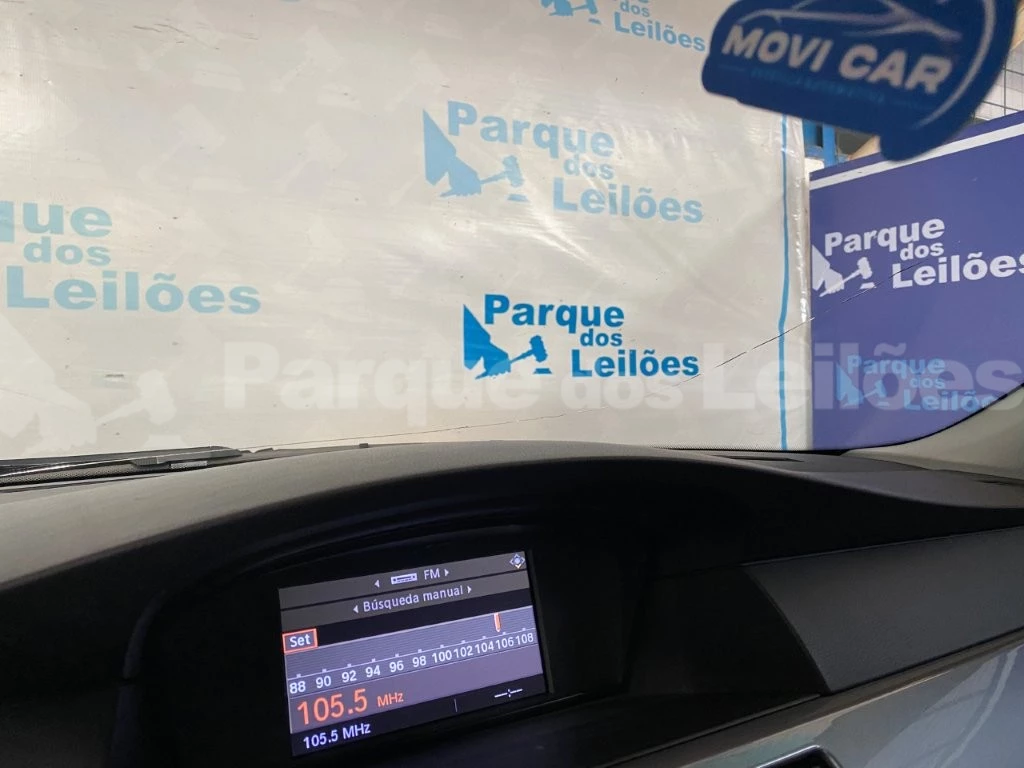 dos
Leilões
MOVI CAR
Parque
dos
Leilões
que
dos
Leilões
Parque
dos
Leilões
Parque
dos
Leilões
Parque dos Leilões
Parque
dos
Leilões
FM
Búsqueda manual
Set
88 90 92 94 96 98 100 102 104 106 108
105.5 MHz
105.5 MHz
--:--